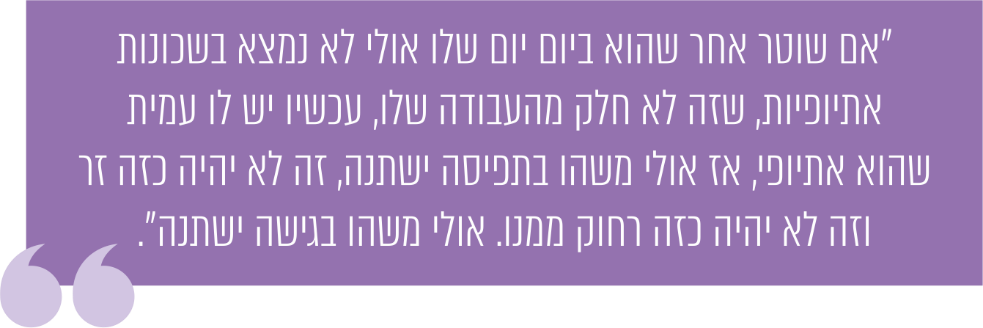 "אם שוטר אחר שהוא ביום יום שלו אולי לא נמצא בשכונות
אתיופיות, שזה לא חלק מהעבודה שלו, עכשיו יש לו עמית
שהוא אתיופי, אז אולי משהו בתפיסה ישתנה, זה לא יהיה כזה זר
וזה לא יהיה כזה רחוק ממנו. אולי משהו בגישה ישתנה".